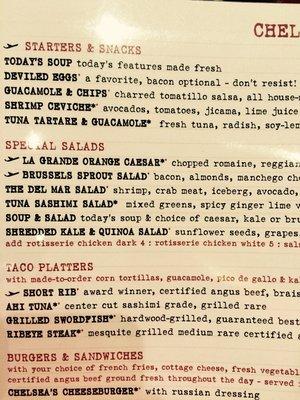 CHEL
STARTERS & SNACKS
TODAY'S SOUP today's features made fresh
DEVILED EGGS* a favorite, bacon optional - don't resist!
GUACAMOLE & CHIPS* charred tomatillo salsa, all house-
SHRIMP CEVICHE** avocados, tomatoes, jicama, lime juice
TUNA TARTARE & GUACAMOLE* fresh tuna, radish, soy-le
SPECIAL SALADS
LA GRANDE ORANGE CAESAR** chopped romaine, reggian
BRUSSELS SPROUT SALAD* bacon, almonds, manchego ch
THE DEL MAR SALAD* shrimp, crab meat, iceberg, avocado,
TUNA SASHIMI SALAD* mixed greens, spicy ginger lime v
SOUP & SALAD today's soup & choice of caesar, kale or br
SHREDDED KALE & QUINOA SALAD* sunflower seeds, grapes
add rotisserie chicken dark 4 : rotisserie chicken white 5 : salm
TACO PLATTERS
with made-to-order corn tortillas, guacamole, pico de gallo & ka
SHORT RIB* award winner, certified angus beef, brais
AHI TUNA* center cut sashimi grade, grilled rare
GRILLED SWORDFISH* hardwood-grilled, guaranteed best
RIBEYE STEAK* mesquite grilled medium rare certified a
BURGERS & SANDWICHES
with your choice of french fries, cottage cheese, fresh vegetabl
certified angus beef ground fresh throughout the day - served
CHELSEA'S CHEESEBURGER** with russian dressing